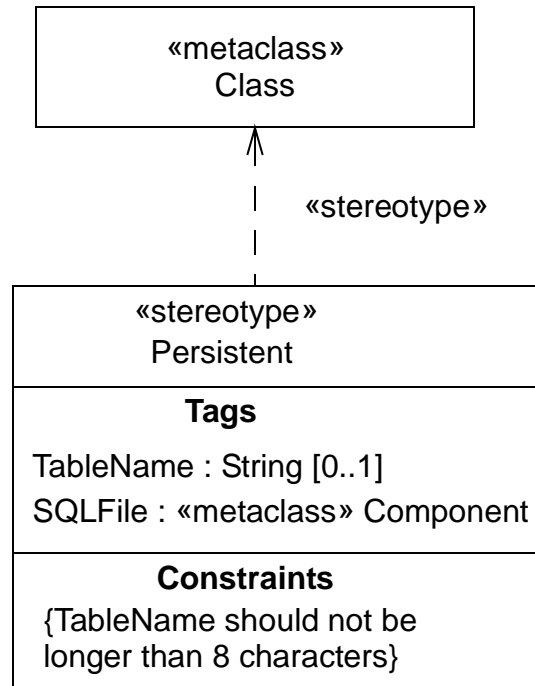 «metaclass»
Class
«stereotype»
«stereotype»
Persistent
Tags
TableName : String [0..1]
SQLFile : «metaclass» Component
Constraints
{TableName should not be
longer than 8 characters}